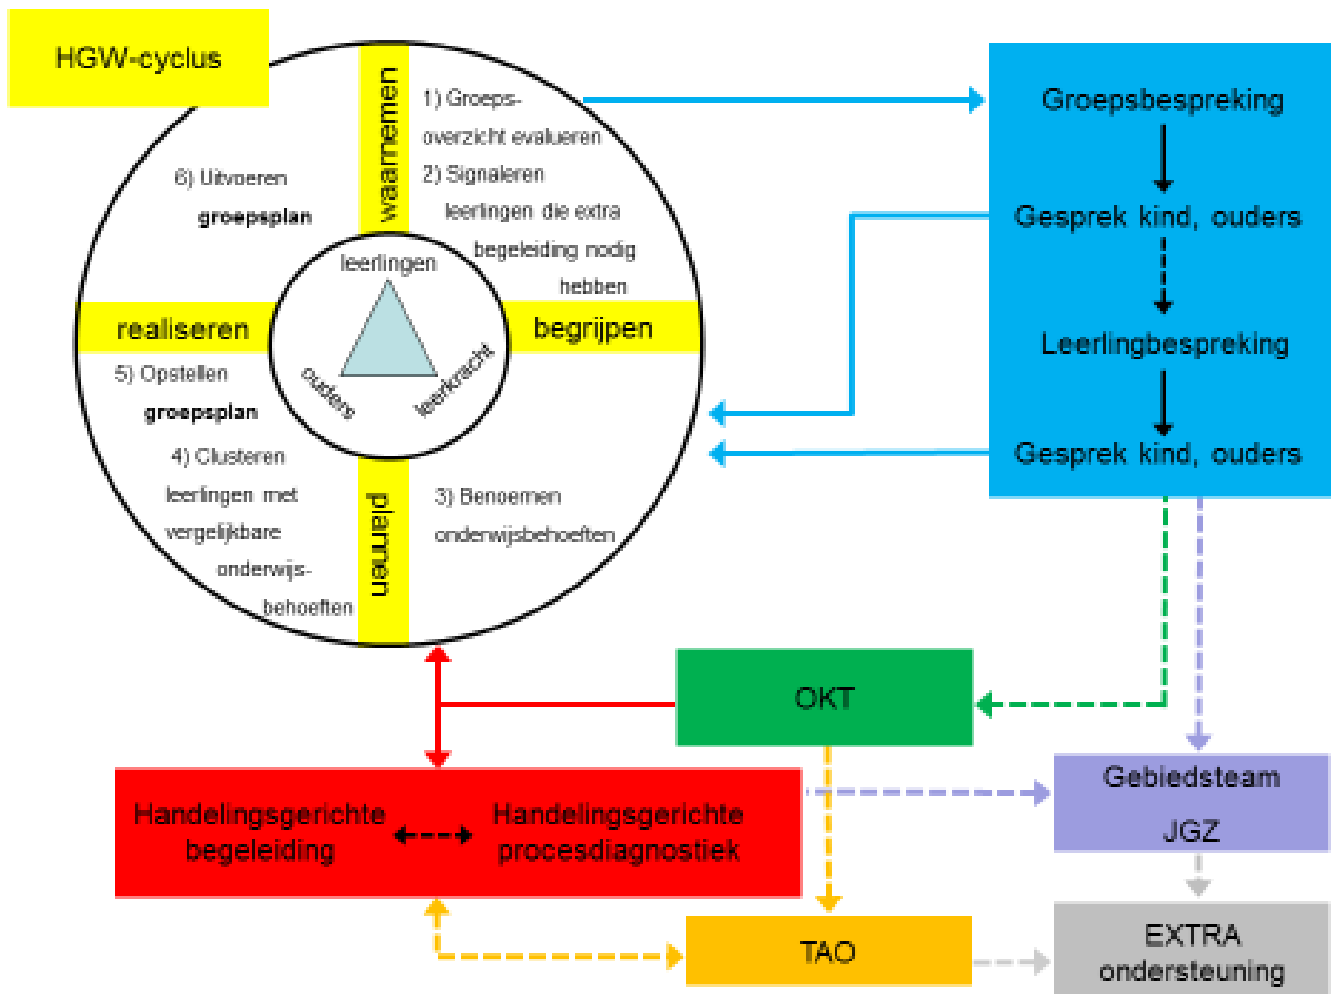 HGW-cyclus
waarnemen
1) Groeps-
overzicht evalueren
2) Signaleren
leerlingen die extra
begeleiding nodig
hebben
begrijpen
3) Benoemen
onderwijsbehoeften
plannen
4) Clusteren
leerlingen met
vergelijkbare
onderwijs-
behoeften
5) Opstellen
groepsplan
realiseren
6) Uitvoeren
groepsplan
leerlingen
ouders
leerkracht
Groepsbespreking
Gesprek kind, ouders
Leerlingbespreking
Gesprek kind, ouders
OKT
Handelingsgerichte
begeleiding
Handelingsgerichte
procesdiagnostiek
Gebiedsteam
JGZ
TAO
EXTRA
ondersteuning